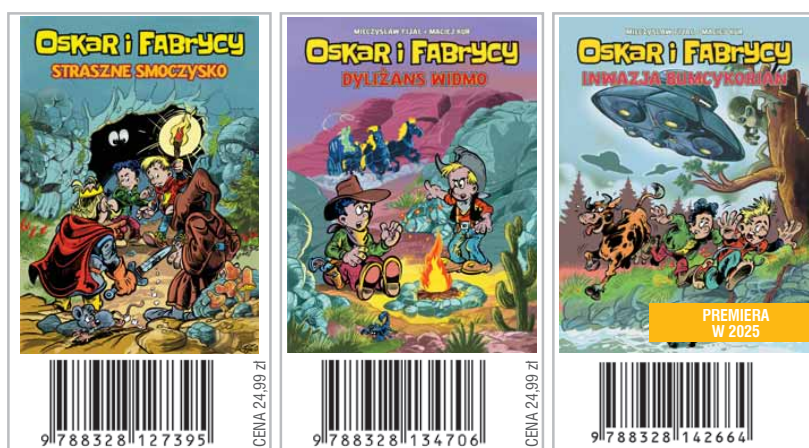 OSKAR i FABRYCY
STRASZNE SMOCZYSKO
9 788328 127395
CENA 24,99 zł
MIECZYSŁAW FIJAŁ • MACIEJ KUR
OSKAR i FABRYCY
DYLIŻANS WIDMO
9 788328 134706
CENA 24,99 zł
MIECZYSŁAW FIJAŁ • MACIEJ KUR
OSKAR i FABRYCY
INWAZJA BUMCYKORIAN
PREMIERA
W 2025
9 788328 142664